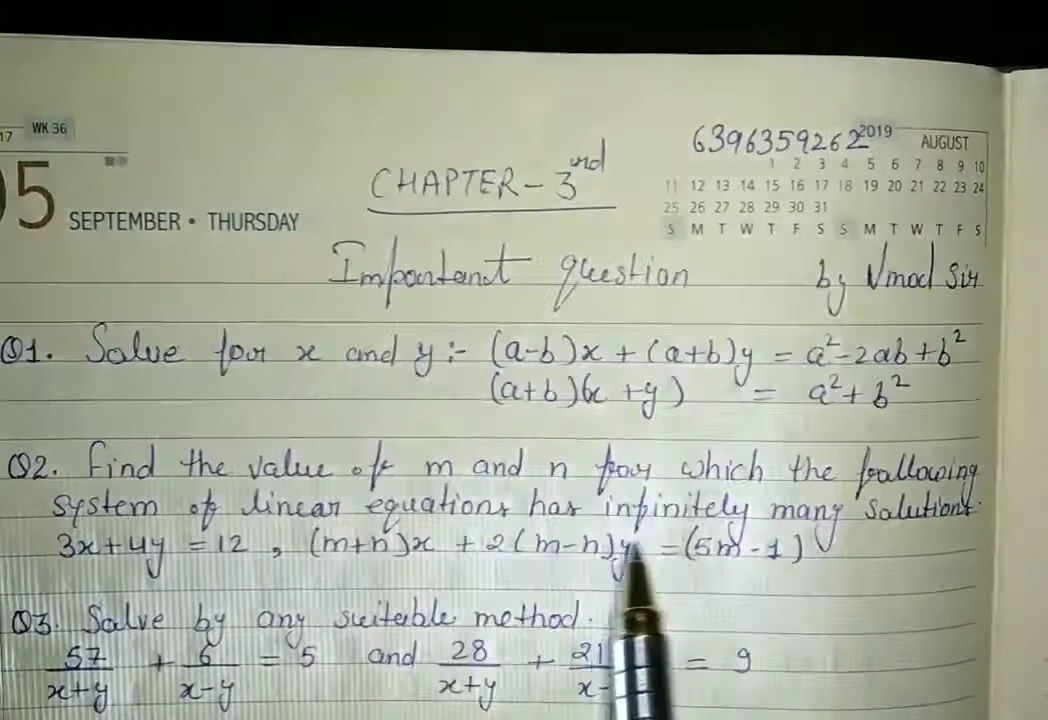 17 WK 36
05
SEPTEMBER • THURSDAY
6396359262
2019 AUGUST
1 2 3 4 5 6 7 8 9 10
11 12 13 14 15 16 17 18 19 20 21 22 23 24
25 26 27 28 29 30 31
S M T W T F S S M T W T F S
CHAPTER - 3nd
Importanat question by Vmod Sir
Q1. Solve for x and y :- (a-b)x + (a+b)y = a²-2ab+b²
(a+b)(x+y) = a²+b²
Q2. Find the value of m and n for which the following
system of linear equations has infinitely many solutions.
3x+4y = 12 , (m+n)x + 2(m-n)y = (5m-1)
Q3. Solve by any suitable method.
57/x+y + 6/x-y = 5 and 28/x+y + 21/x- = 9